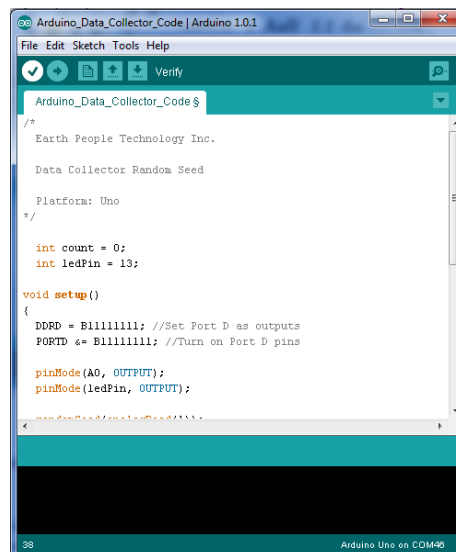 Arduino_Data_Collector_Code | Arduino 1.0.1
File Edit Sketch Tools Help
Verify
Arduino_Data_Collector_Code §
/*
Earth People Technology Inc.
Data Collector Random Seed
Platform: Uno
*/
int count = 0;
int ledPin = 13;
void setup()
{
DDRD = B11111111; //Set Port D as outputs
PORTD &= B11111111; //Turn on Port D pins
pinMode(A0, OUTPUT);
pinMode(ledPin, OUTPUT);
38
Arduino Uno on COM46